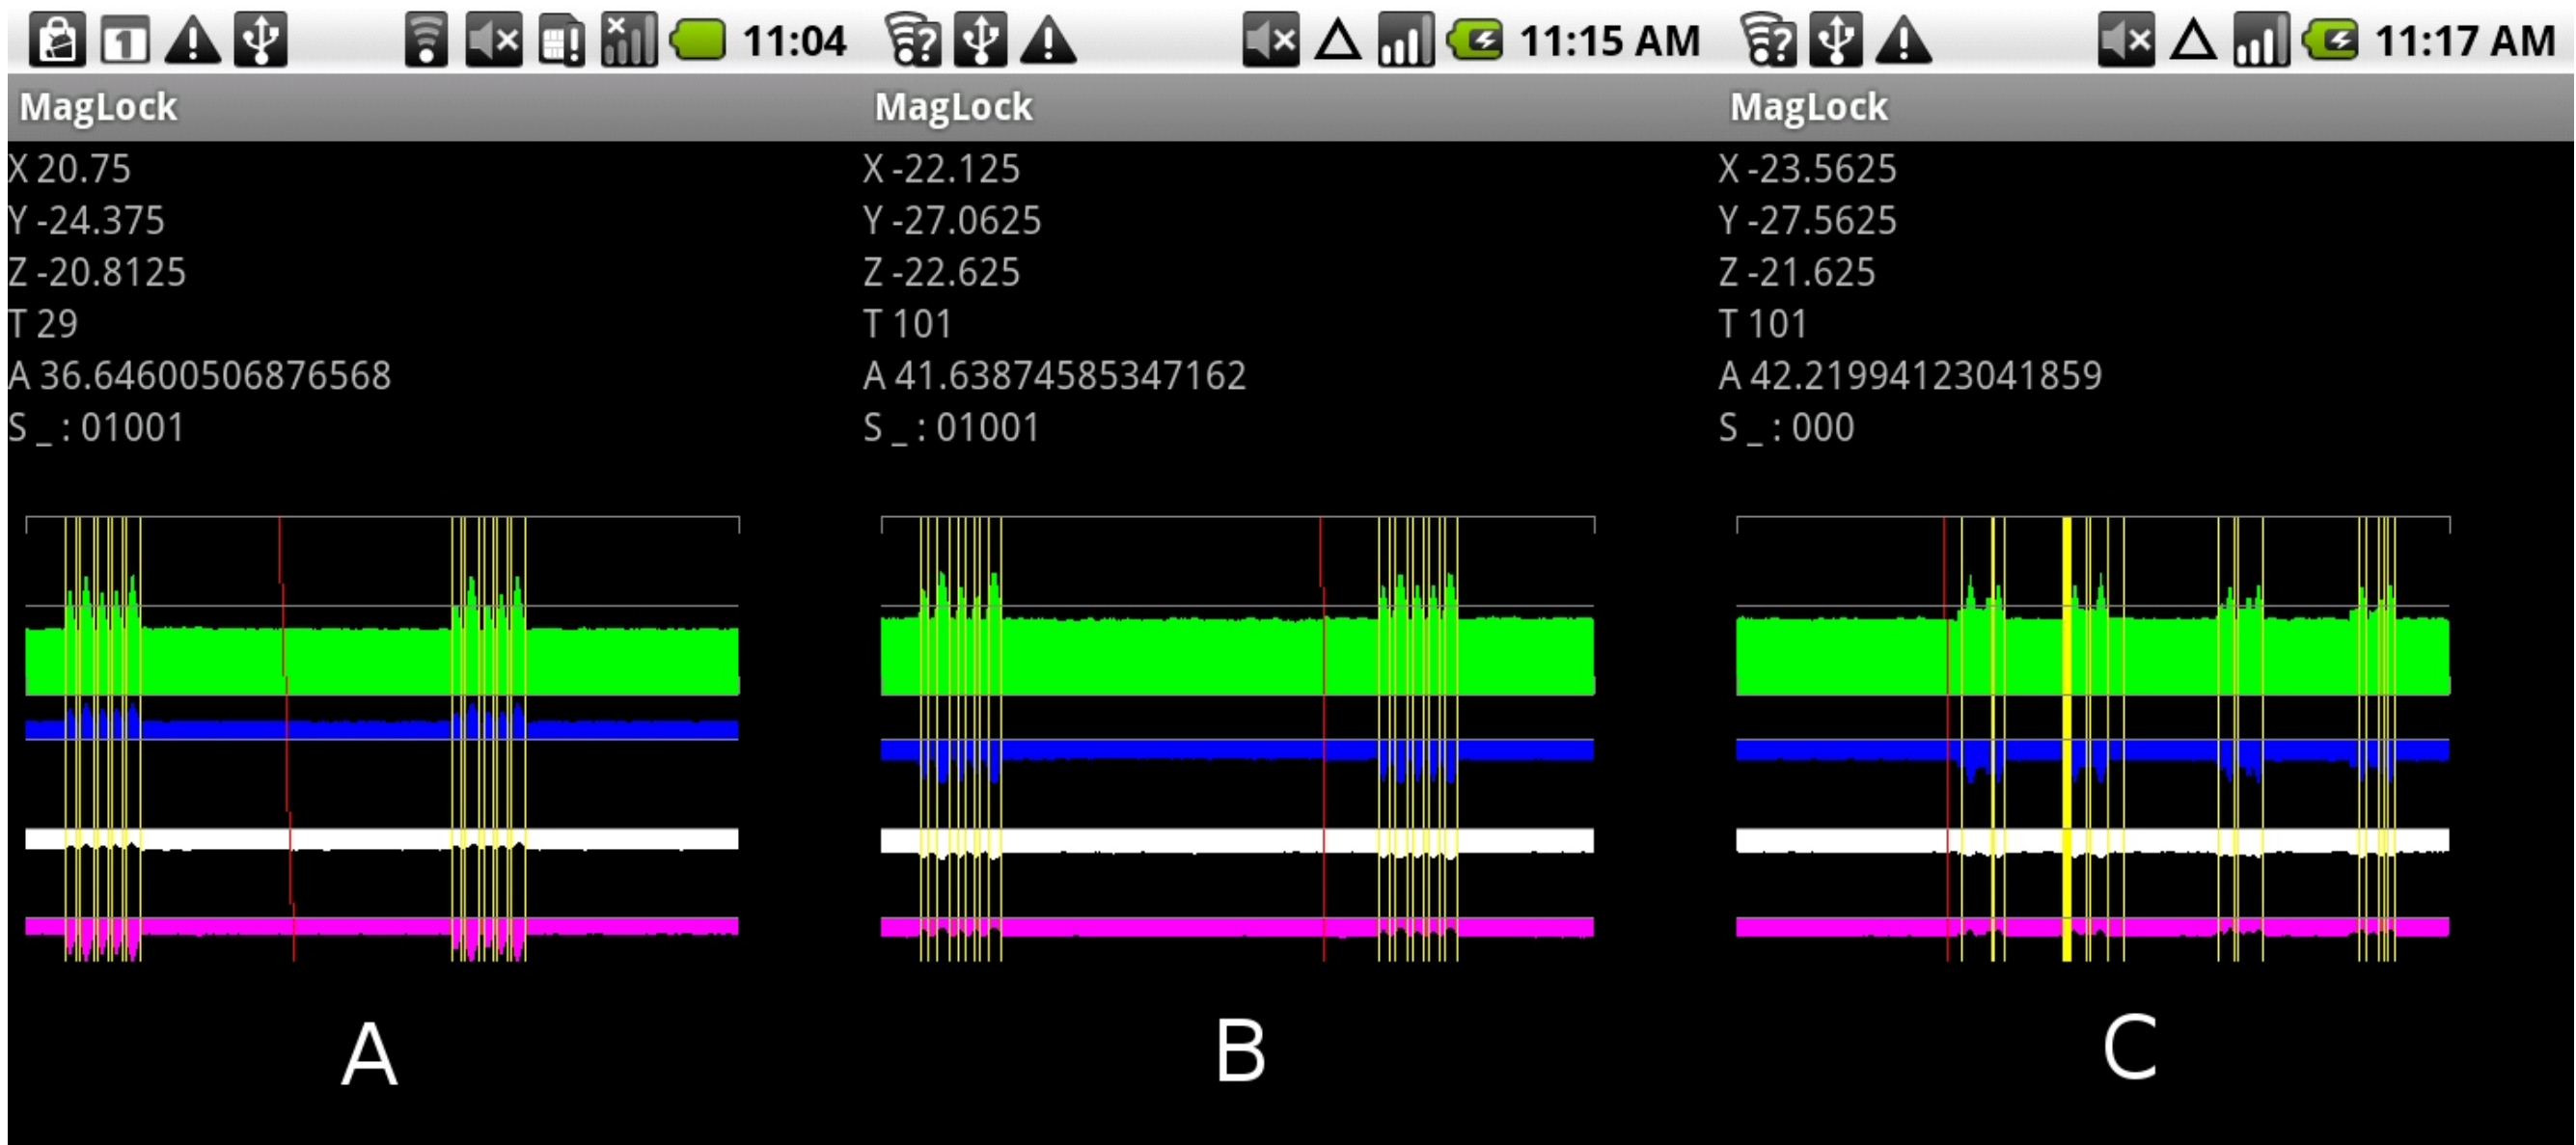 11:04
MagLock
X 20.75
Y -24.375
Z -20.8125
T 29
A 36.64600506876568
S _ : 01001
A
11:15 AM
MagLock
X -22.125
Y -27.0625
Z -22.625
T 101
A 41.63874585347162
S _ : 01001
B
11:17 AM
MagLock
X -23.5625
Y -27.5625
Z -21.625
T 101
A 42.21994123041859
S _ : 000
C